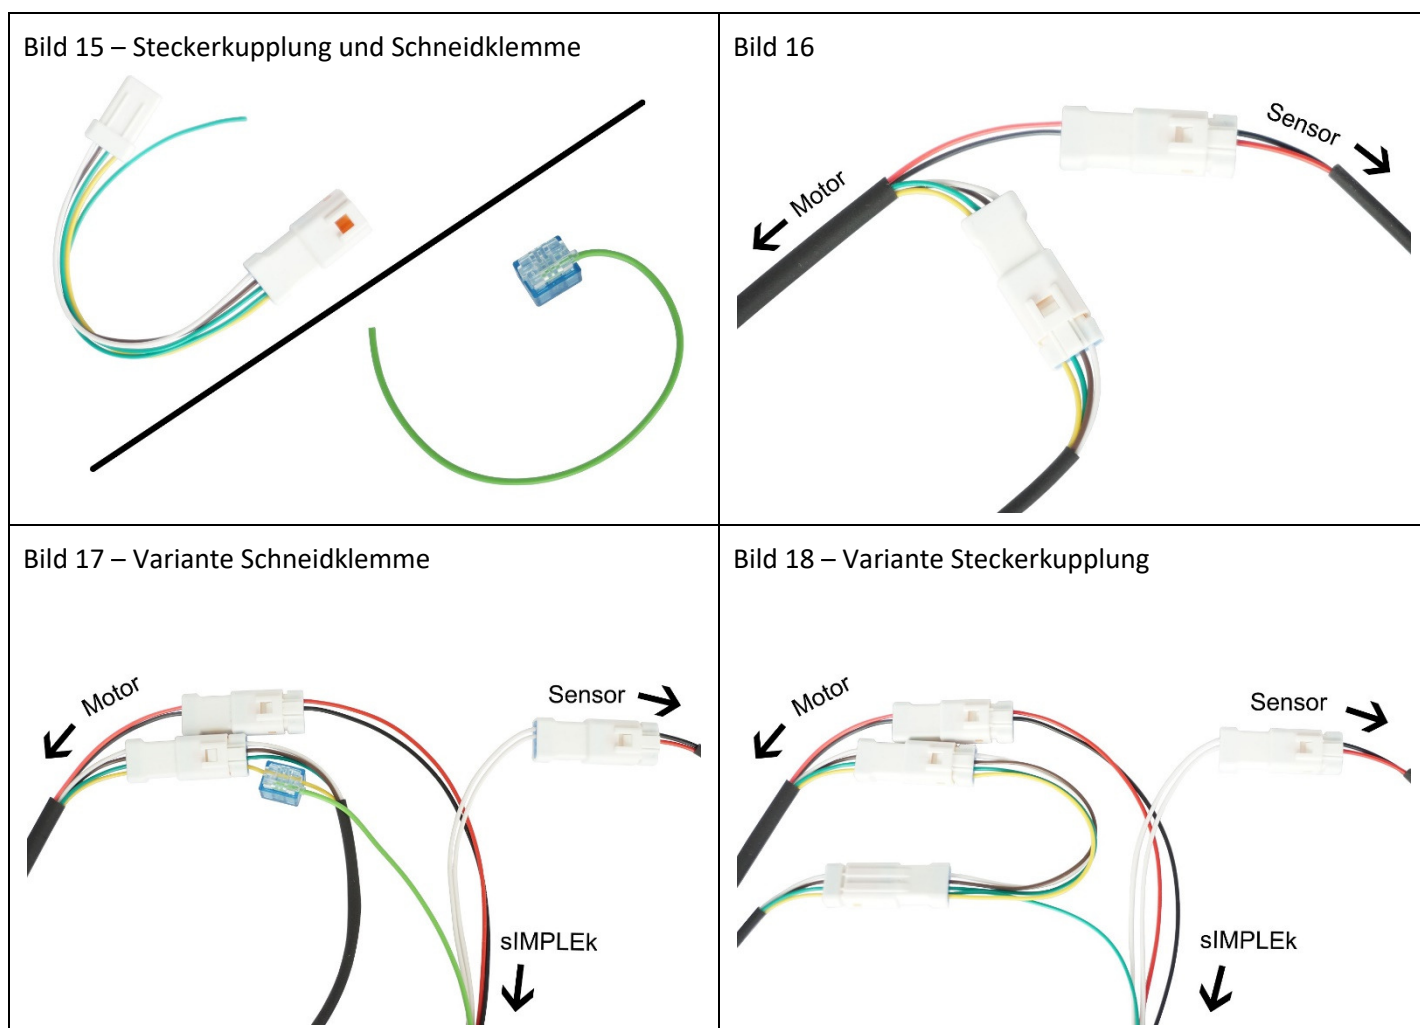 Bild 15 – Steckerkupplung und Schneidklemme
Bild 16
Motor
Sensor
Bild 17 – Variante Schneidklemme
Motor
Sensor
sIMPLEk
Bild 18 – Variante Steckerkupplung
Motor
Sensor
sIMPLEk